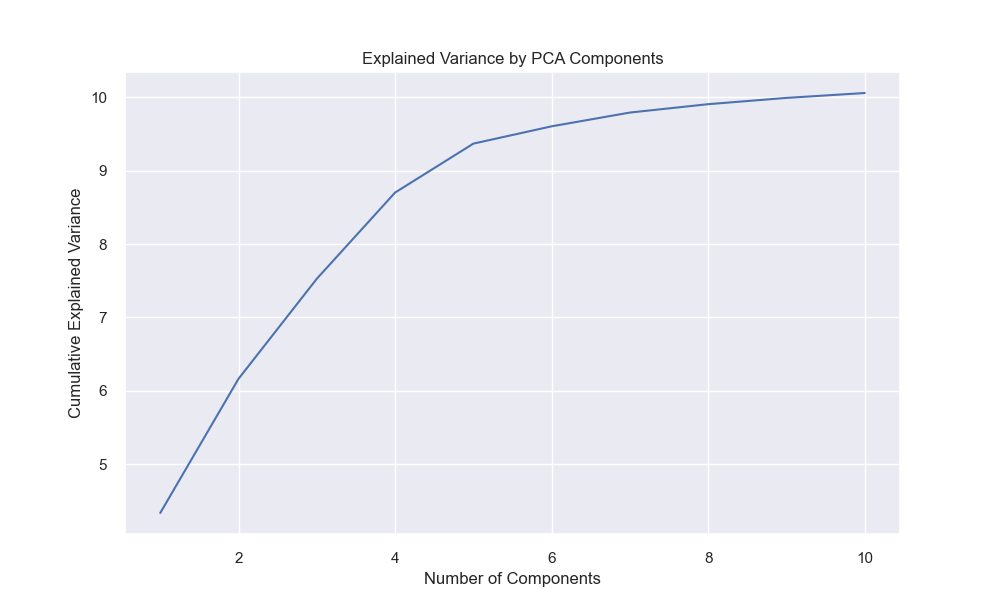 Explained Variance by PCA Components
10
9
8
7
6
5
Cumulative Explained Variance
2 4 6 8 10
Number of Components